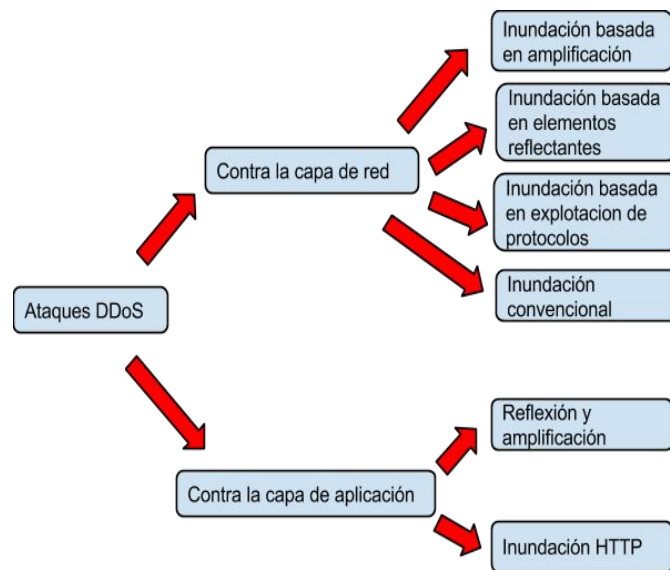 Inundación basada
en amplificación
Inundación basada
en elementos
reflectantes
Contra la capa de red
Inundación basada
en explotacion de
protocolos
Inundación
convencional
Ataques DDoS
Reflexión y
amplificación
Contra la capa de aplicación
Inundación HTTP